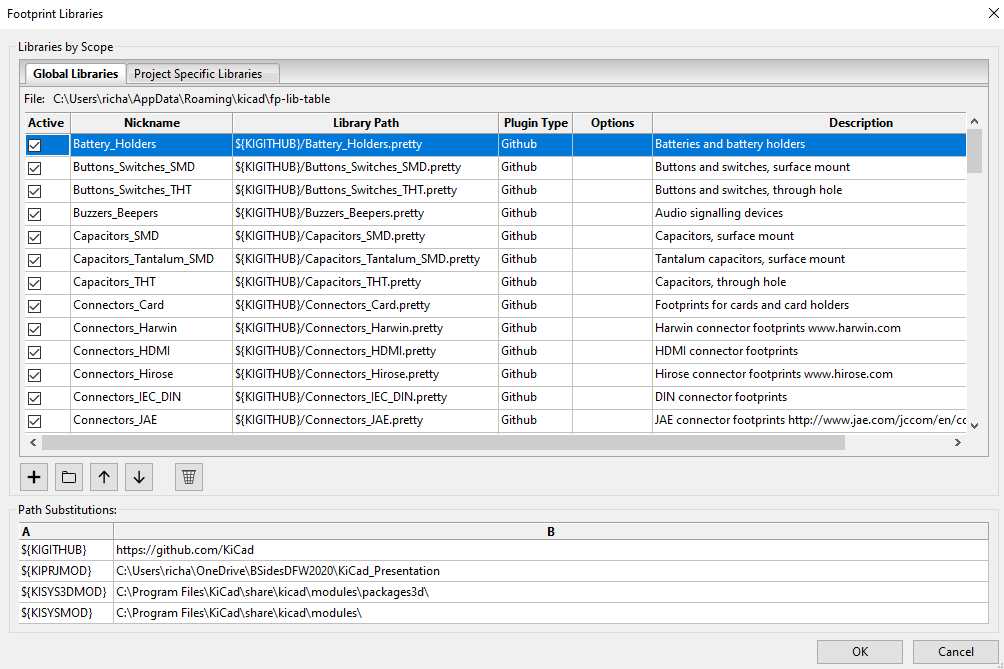 Footprint Libraries
Libraries by Scope
Global Libraries Project Specific Libraries
File: C:\Users\richa\AppData\Roaming\kicad\fp-lib-table
Active Nickname Library Path Plugin Type Options Description
Battery_Holders ${KIGITHUB}/Battery_Holders.pretty Github Batteries and battery holders
Buttons_Switches_SMD ${KIGITHUB}/Buttons_Switches_SMD.pretty Github Buttons and switches, surface mount
Buttons_Switches_THT ${KIGITHUB}/Buttons_Switches_THT.pretty Github Buttons and switches, through hole
Buzzers_Beepers ${KIGITHUB}/Buzzers_Beepers.pretty Github Audio signalling devices
Capacitors_SMD ${KIGITHUB}/Capacitors_SMD.pretty Github Capacitors, surface mount
Capacitors_Tantalum_SMD ${KIGITHUB}/Capacitors_Tantalum_SMD.pretty Github Tantalum capacitors, surface mount
Capacitors_THT ${KIGITHUB}/Capacitors_THT.pretty Github Capacitors, through hole
Connectors_Card ${KIGITHUB}/Connectors_Card.pretty Github Footprints for cards and card holders
Connectors_Harwin ${KIGITHUB}/Connectors_Harwin.pretty Github Harwin connector footprints www.harwin.com
Connectors_HDMI ${KIGITHUB}/Connectors_HDMI.pretty Github HDMI connector footprints
Connectors_Hirose ${KIGITHUB}/Connectors_Hirose.pretty Github Hirose connector footprints www.hirose.com
Connectors_IEC_DIN ${KIGITHUB}/Connectors_IEC_DIN.pretty Github DIN connector footprints
Connectors_JAE ${KIGITHUB}/Connectors_JAE.pretty Github JAE connector footprints http://www.jae.com/jccom/en/cc
Path Substitutions:
A B
${KIGITHUB} https://github.com/KiCad
${KIPRJMOD} C:\Users\richa\OneDrive\BSidesDFW2020\KiCad_Presentation
${KISYS3DMOD} C:\Program Files\KiCad\share\kicad\modules\packages3d\
${KISYSMOD} C:\Program Files\KiCad\share\kicad\modules\
OK Cancel